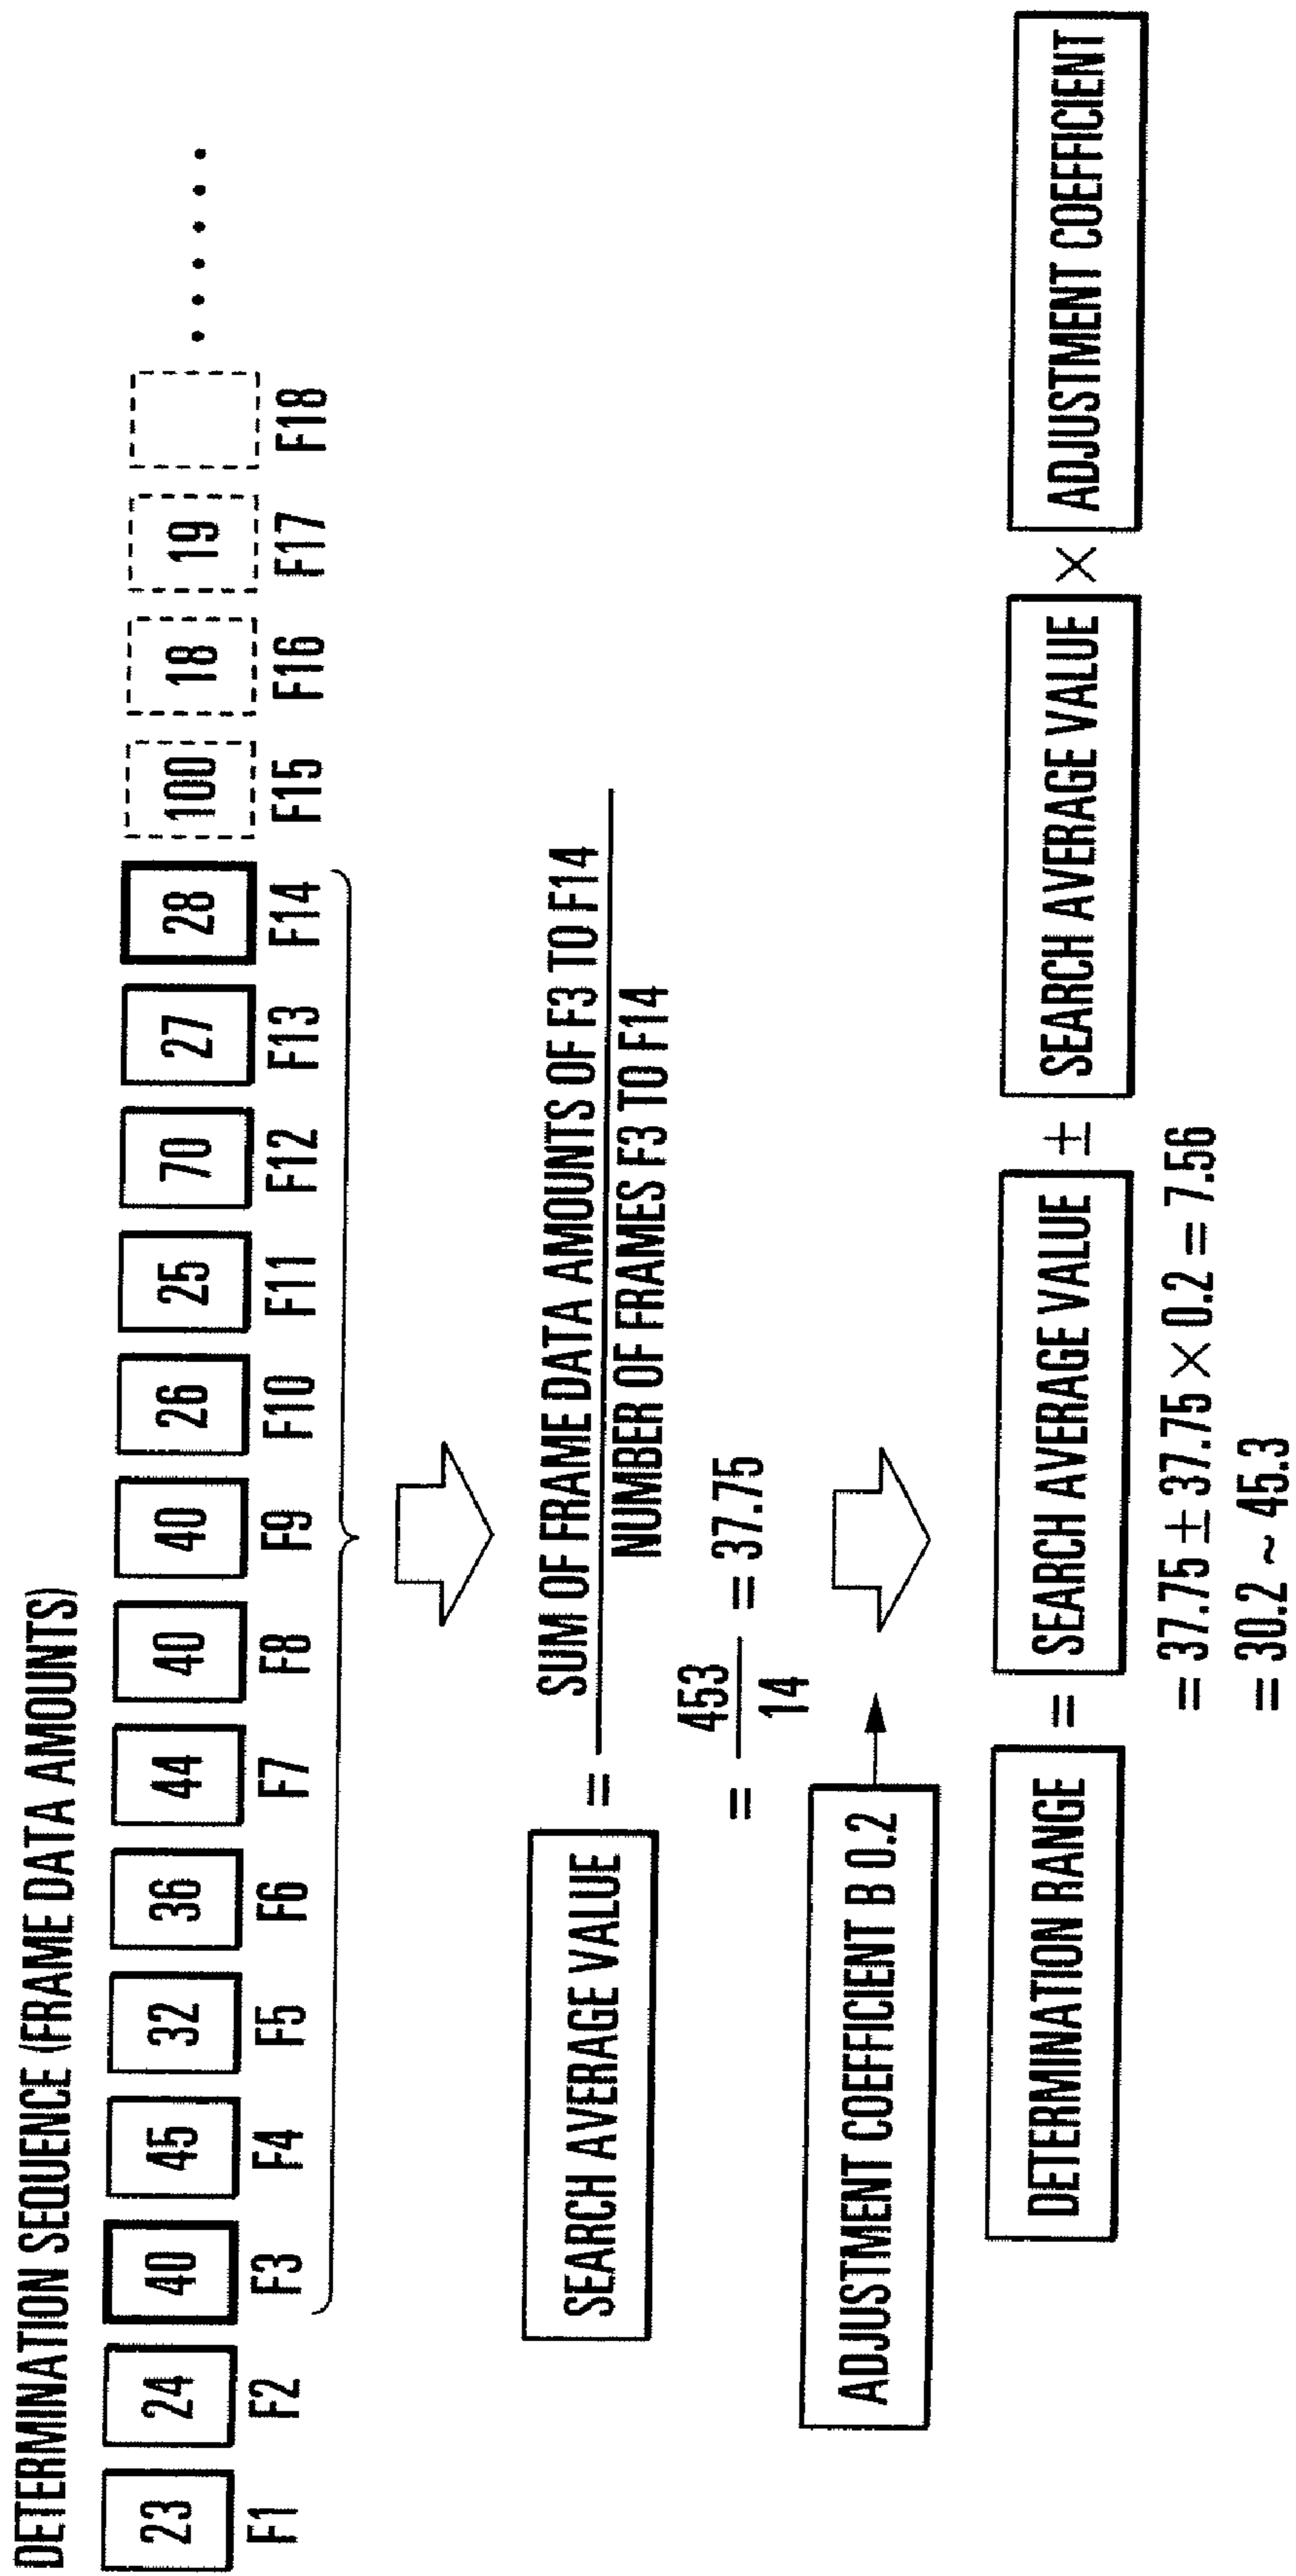 DETERMINATION SEQUENCE (FRAME DATA AMOUNTS)
23 24 40 45 32 36 44 40 40 26 25 70 27 28 100 18 19
F1 F2 F3 F4 F5 F6 F7 F8 F9 F10 F11 F12 F13 F14 F15 F16 F17 F18
SEARCH AVERAGE VALUE = SUM OF FRAME DATA AMOUNTS OF F3 TO F14
NUMBER OF FRAMES F3 TO F14
= 453 / 14 = 37.75
ADJUSTMENT COEFFICIENT B 0.2
DETERMINATION RANGE = SEARCH AVERAGE VALUE ± SEARCH AVERAGE VALUE × ADJUSTMENT COEFFICIENT
= 37.75 ± 37.75 × 0.2 = 7.56
= 30.2 ~ 45.3